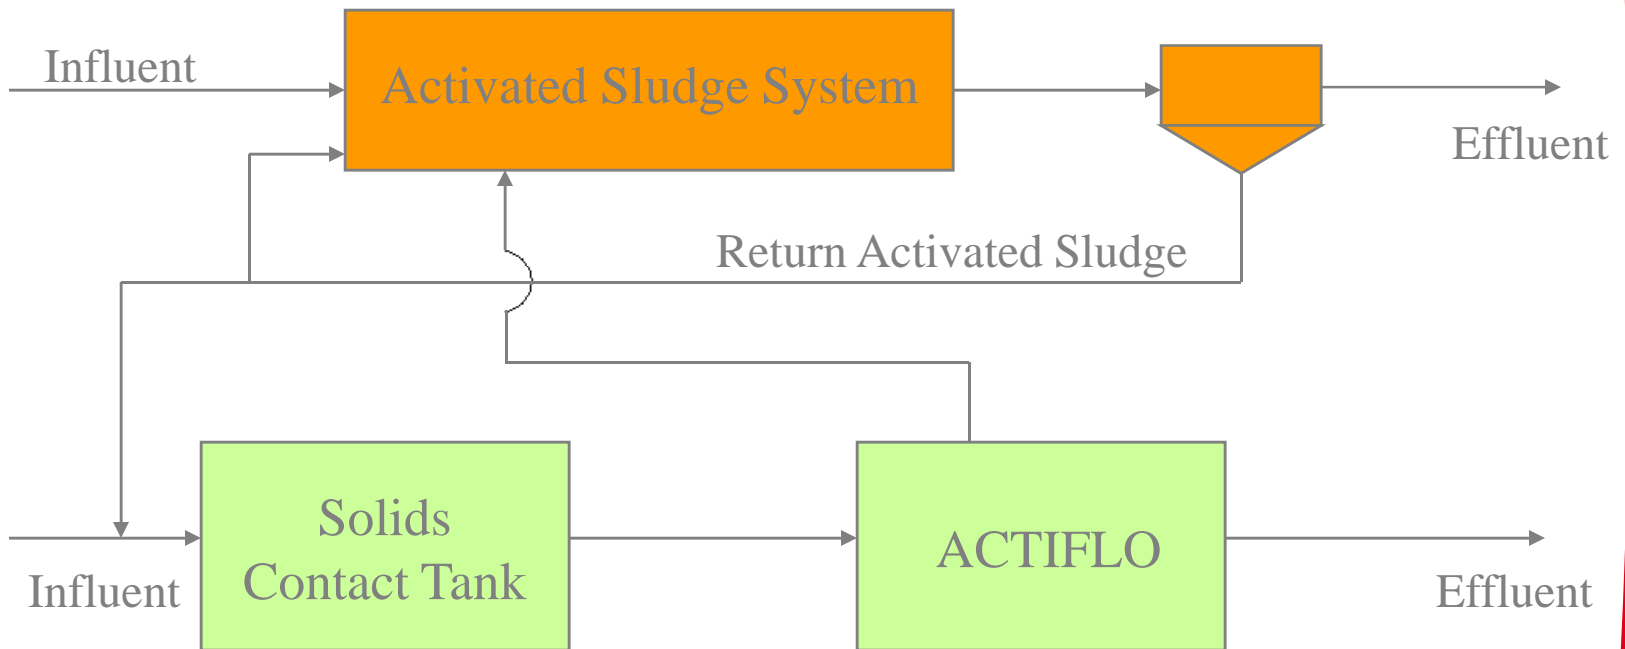 Influent
Activated Sludge System
Effluent
Return Activated Sludge
Solids
Contact Tank
ACTIFLO
Influent
Effluent